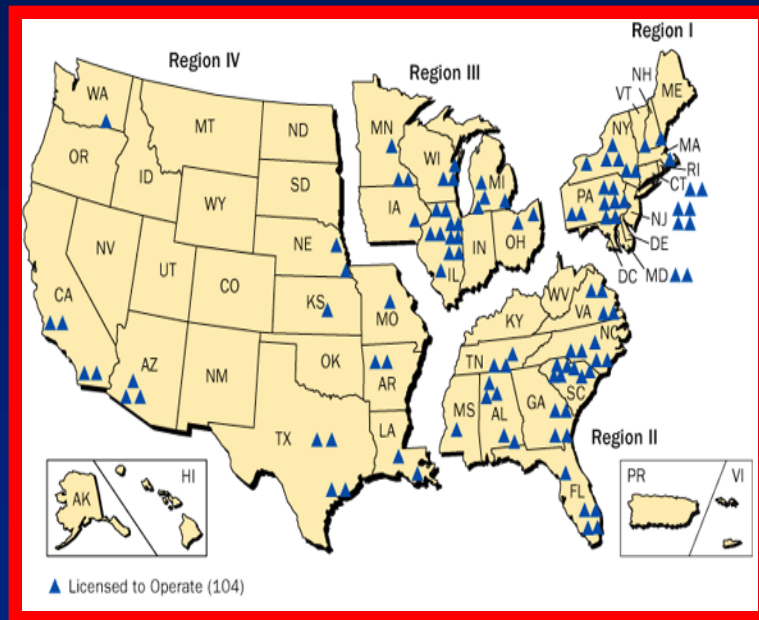 Region I
Region IV
Region III
NH
VT
ME
WA
MT
ND
MN
NY
WI
MA
OR
ID
SD
MI
RI
CT
WY
IA
PA
NJ
NV
NE
IN
OH
DE
UT
CO
IL
DC
MD
CA
KS
MO
WV
VA
KY
NC
AZ
NM
OK
TN
AR
SC
MS
AL
GA
TX
LA
Region II
HI
PR
VI
AK
FL
Licensed to Operate (104)